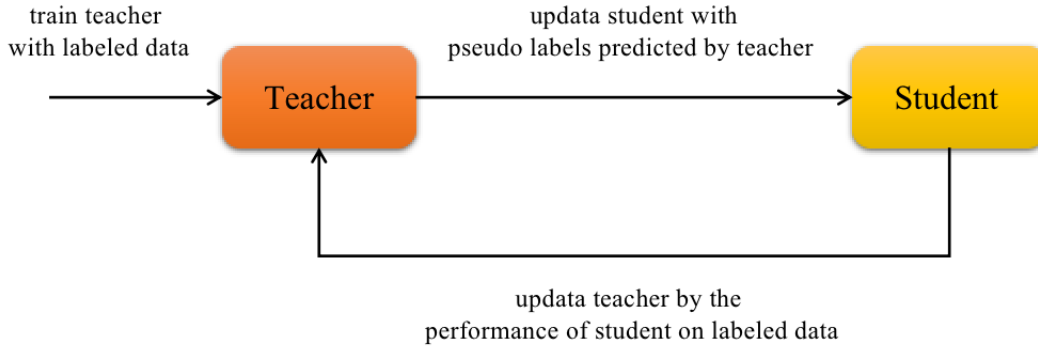 train teacher
with labeled data
updata student with
pseudo labels predicted by teacher
Teacher
Student
updata teacher by the
performance of student on labeled data